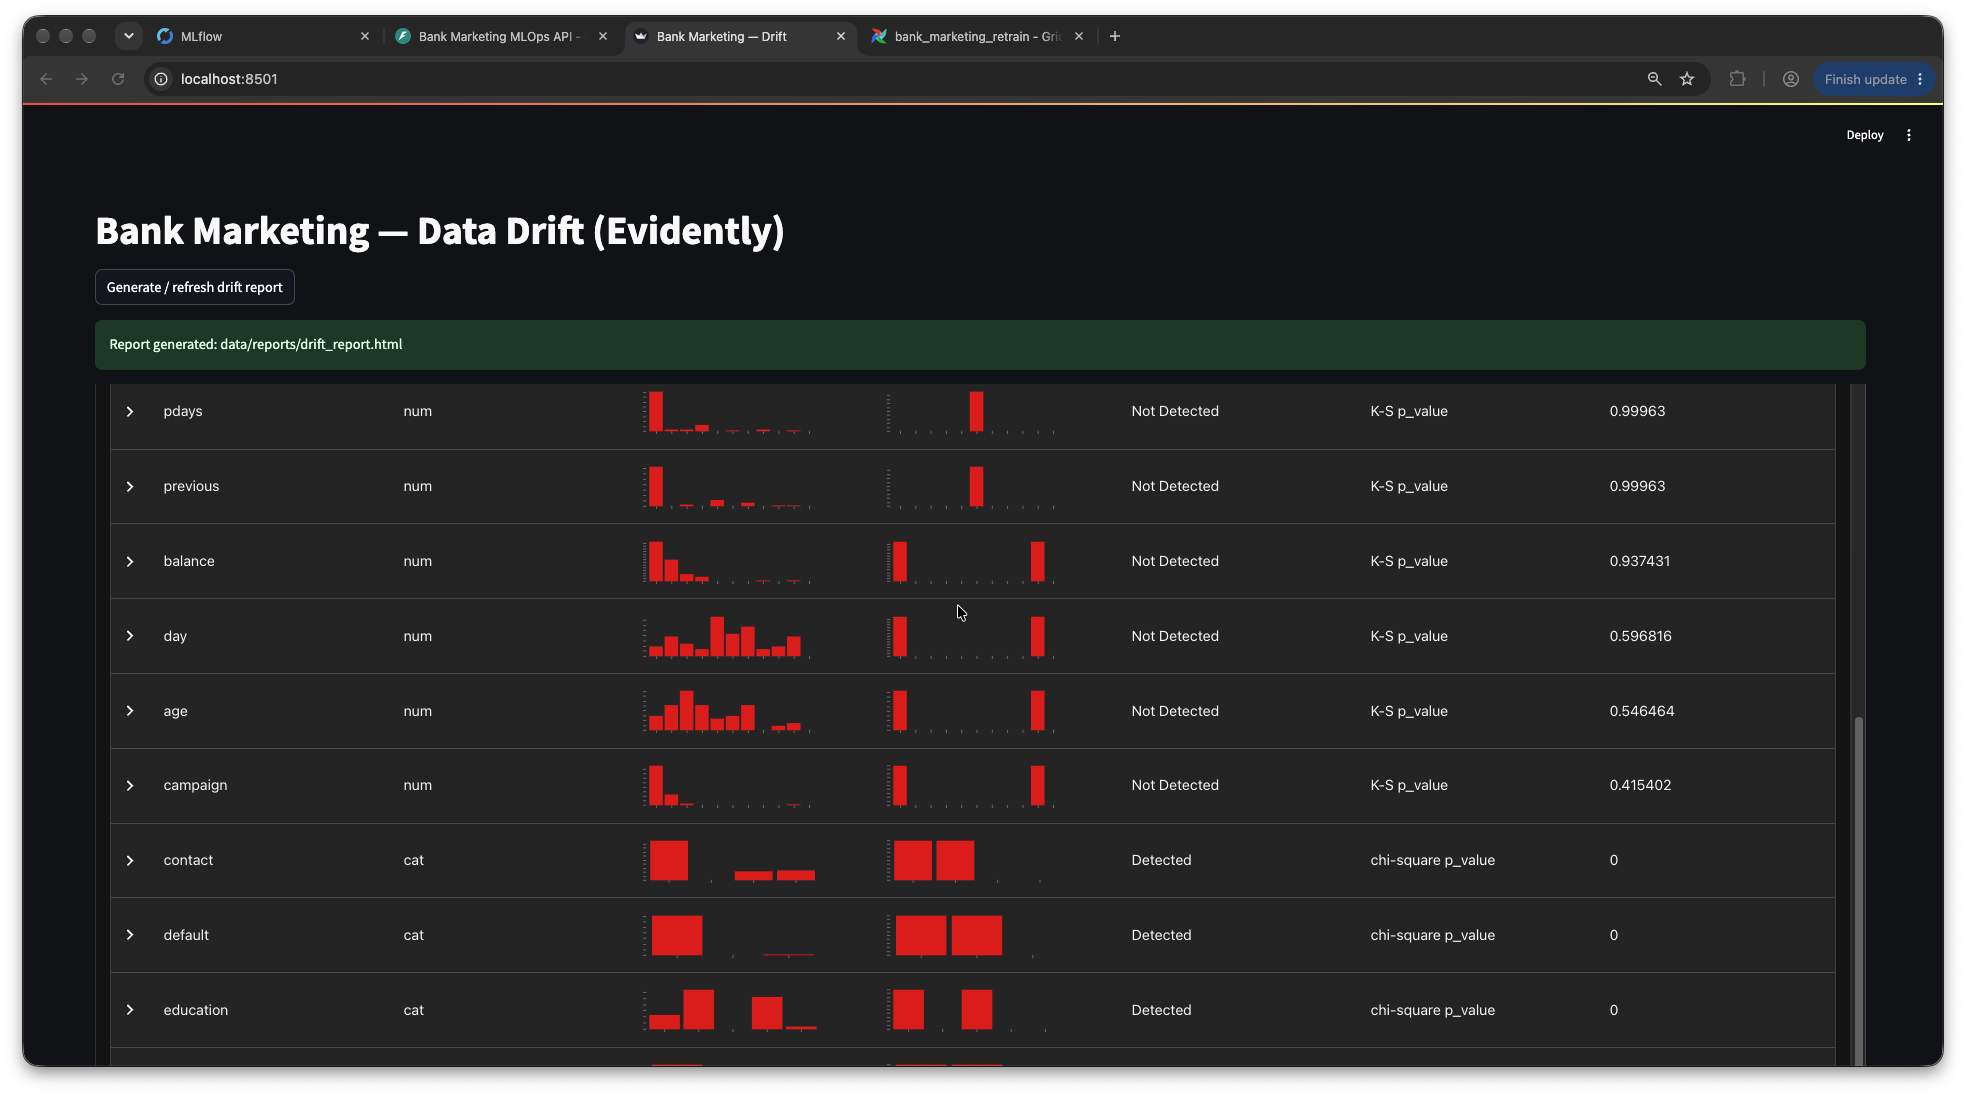 MLflow
Bank Marketing MLOps API -
Bank Marketing — Drift
bank_marketing_retrain - Gri
localhost:8501
Finish update
Deploy
Bank Marketing — Data Drift (Evidently)
Generate / refresh drift report
Report generated: data/reports/drift_report.html
pdays num Not Detected K-S p_value 0.99963
previous num Not Detected K-S p_value 0.99963
balance num Not Detected K-S p_value 0.937431
day num Not Detected K-S p_value 0.596816
age num Not Detected K-S p_value 0.546464
campaign num Not Detected K-S p_value 0.415402
contact cat Detected chi-square p_value 0
default cat Detected chi-square p_value 0
education cat Detected chi-square p_value 0